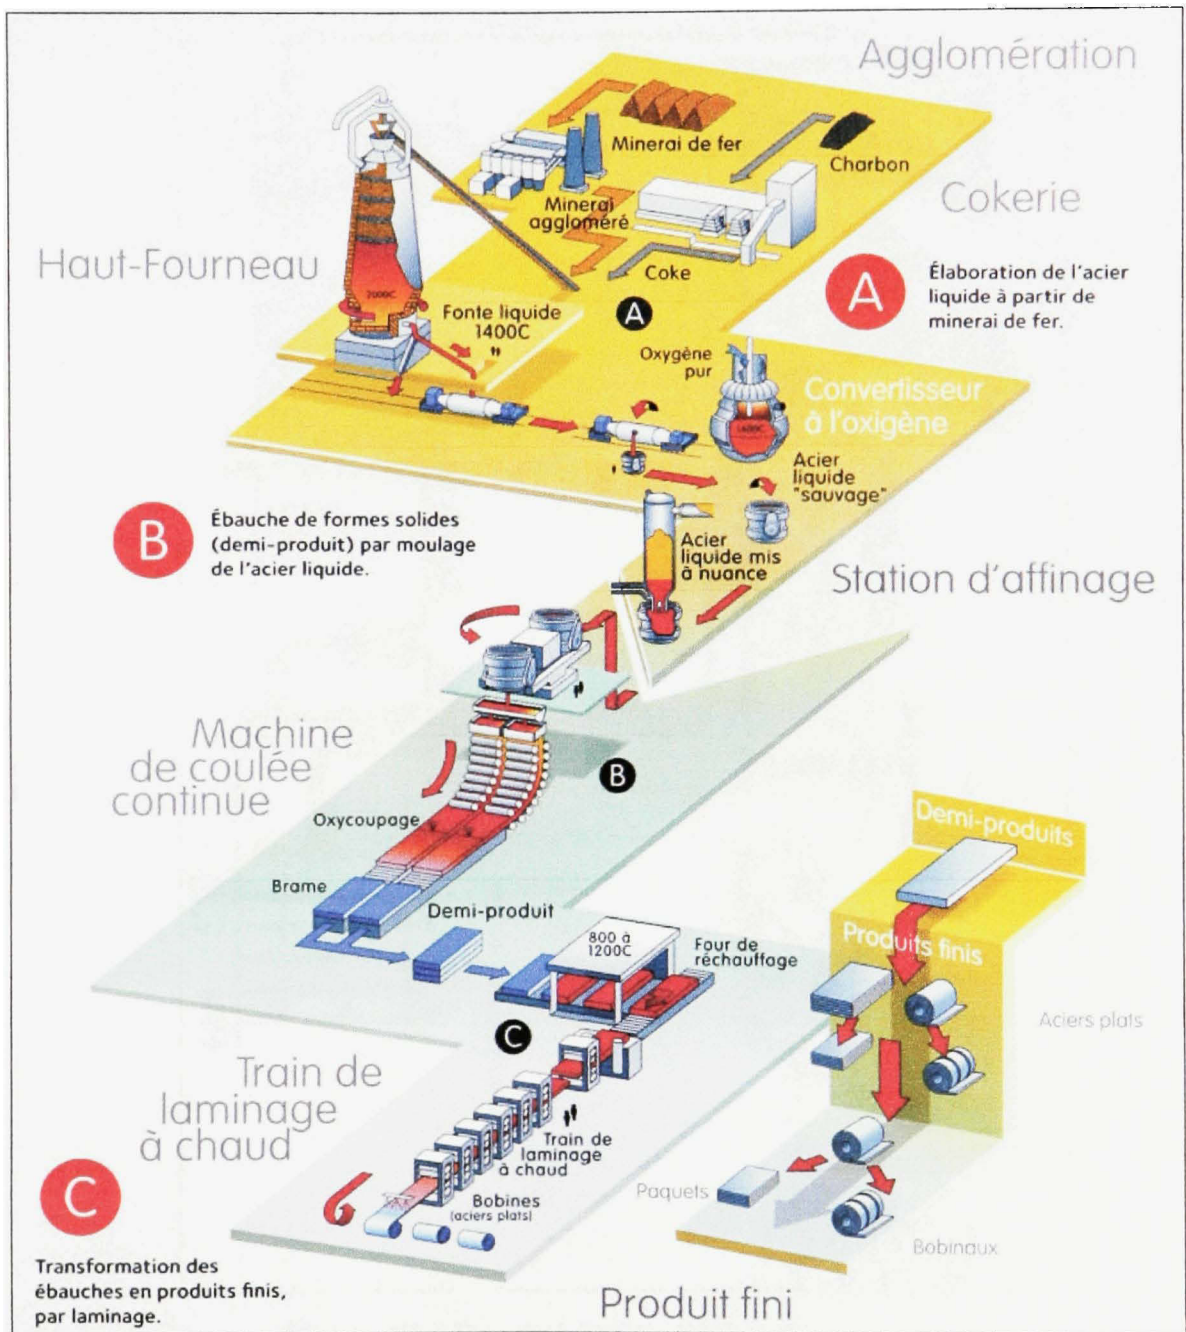 Agglomération
Minerai de fer
Charbon
Minerai
aggloméré
Cokerie
Haut-Fourneau
Coke
A
Élaboration de l'acier
liquide à partir de
minerai de fer.
2000C
Fonte liquide
1400C
A
Oxygène
pur
Convertisseur
à l'oxigène
1600C
Acier
liquide
"sauvage"
B
Ébauche de formes solides
(demi-produit) par moulage
de l'acier liquide.
Acier
liquide mis
à nuance
Station d'affinage
Machine
de coulée
continue
B
Oxycoupage
Brame
Demi-produit
800 à
1200C
Four de
réchauffage
Demi-produits
Produits finis
Aciers plats
C
Train de
laminage
à chaud
Train de
laminage
à chaud
C
Bobines
(aciers plats)
Paquets
Bobinaux
Transformation des
ébauches en produits finis,
par laminage.
Produit fini